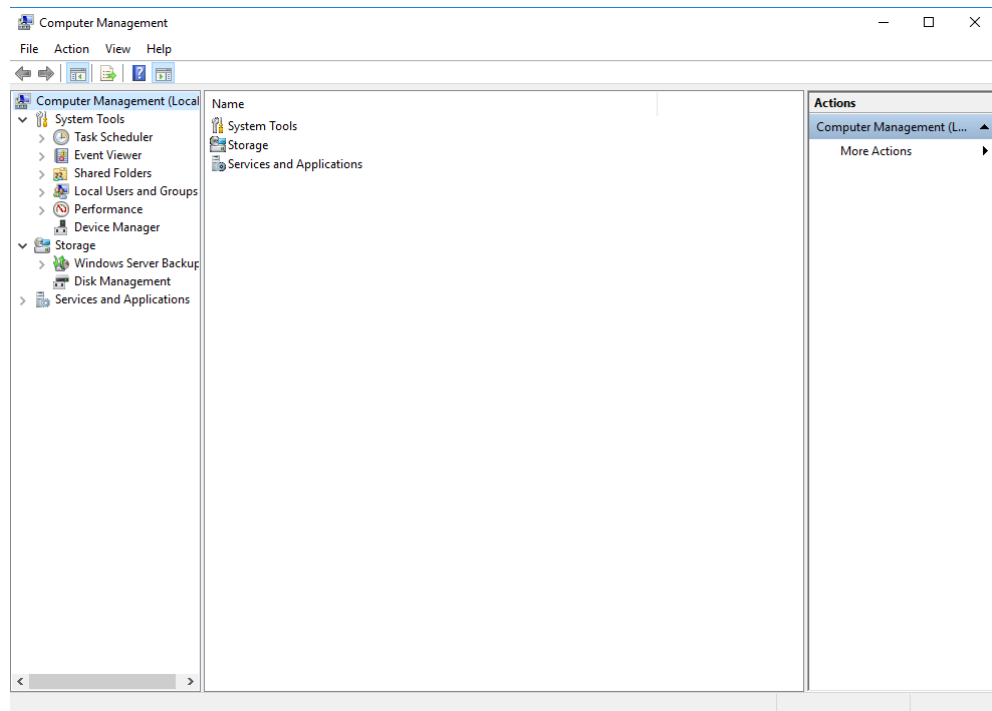 Computer Management
File Action View Help
Computer Management (Local
System Tools
Task Scheduler
Event Viewer
Shared Folders
Local Users and Groups
Performance
Device Manager
Storage
Windows Server Backup
Disk Management
Services and Applications
Name
System Tools
Storage
Services and Applications
Actions
Computer Management (L...
More Actions